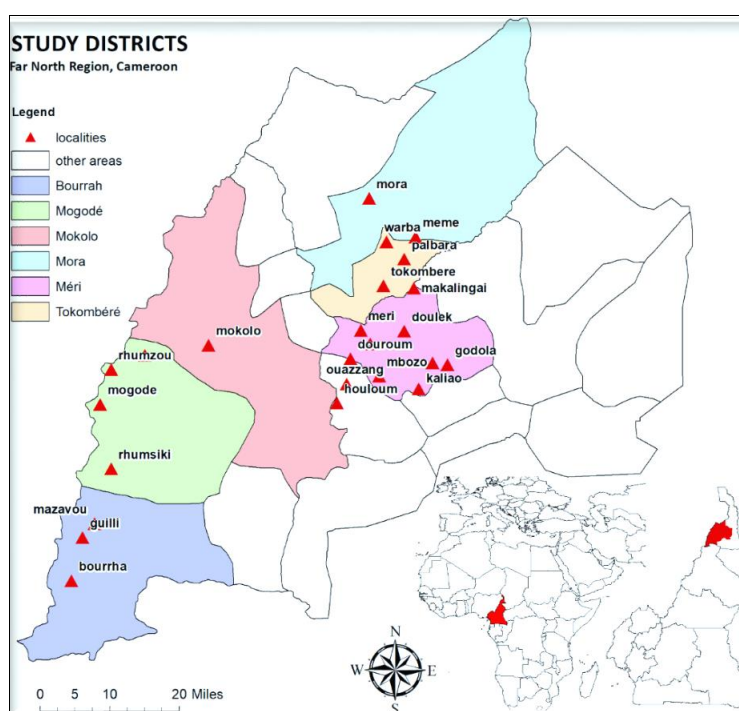 STUDY DISTRICTS
Far North Region, Cameroon
Legend
localities
other areas
Bourrah
Mogodé
Mokolo
Mora
Méri
Tokombéré
mora
warba
meme
palbara
tokombere
makalingai
meri
doulek
mokolo
douroum
rhumzou
ouazzang
mbozo
godola
mogode
houloum
kaliao
rhumsiki
mazavou
guilli
bourrha
N
W
E
S
0 5 10 20 Miles